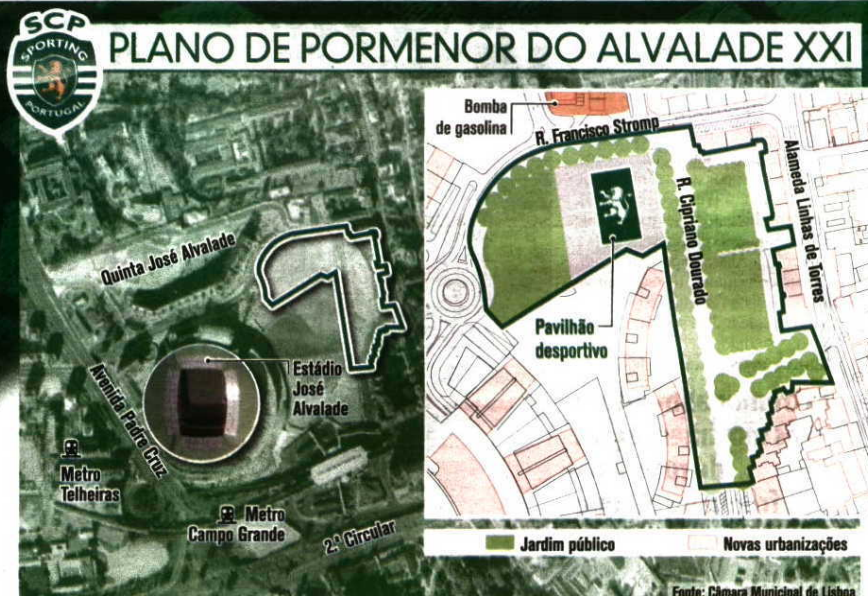 SCP
SPORTING
PORTUGAL
PLANO DE PORMENOR DO ALVALADE XXI
Quinta José Alvalade
Avenida Padre Cruz
Estádio
José
Alvalade
Metro
Telheiras
Metro
Campo Grande
2.ª Circular
Bomba
de gasolina
R. Francisco Stromp
Alameda Linhas de Torres
R. Cipriano Dourado
Pavilhão
desportivo
Jardim público
Novas urbanizações
Fonte: Câmara Municipal de Lisboa